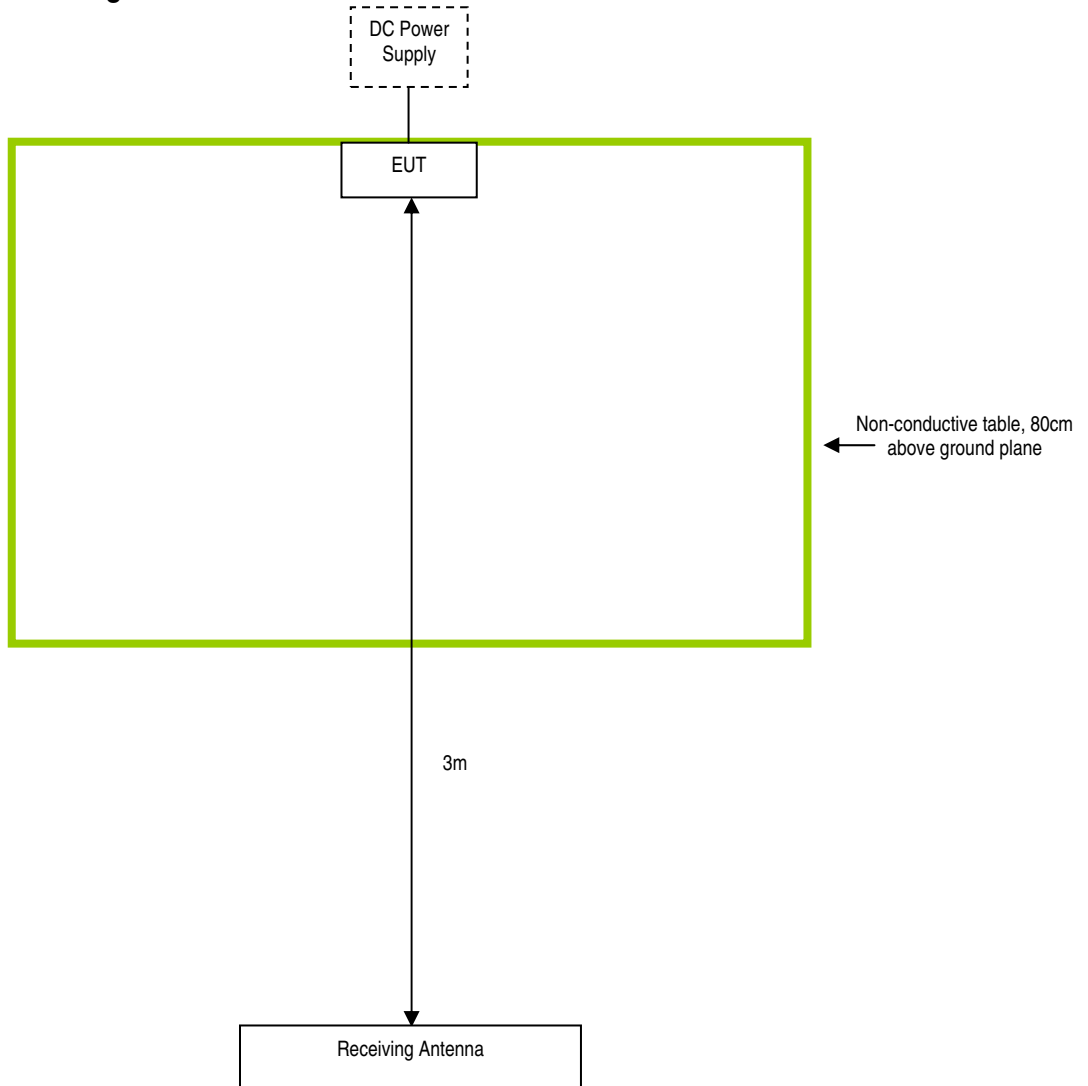 DC Power
Supply
EUT
Non-conductive table, 80cm
above ground plane
3m
Receiving Antenna